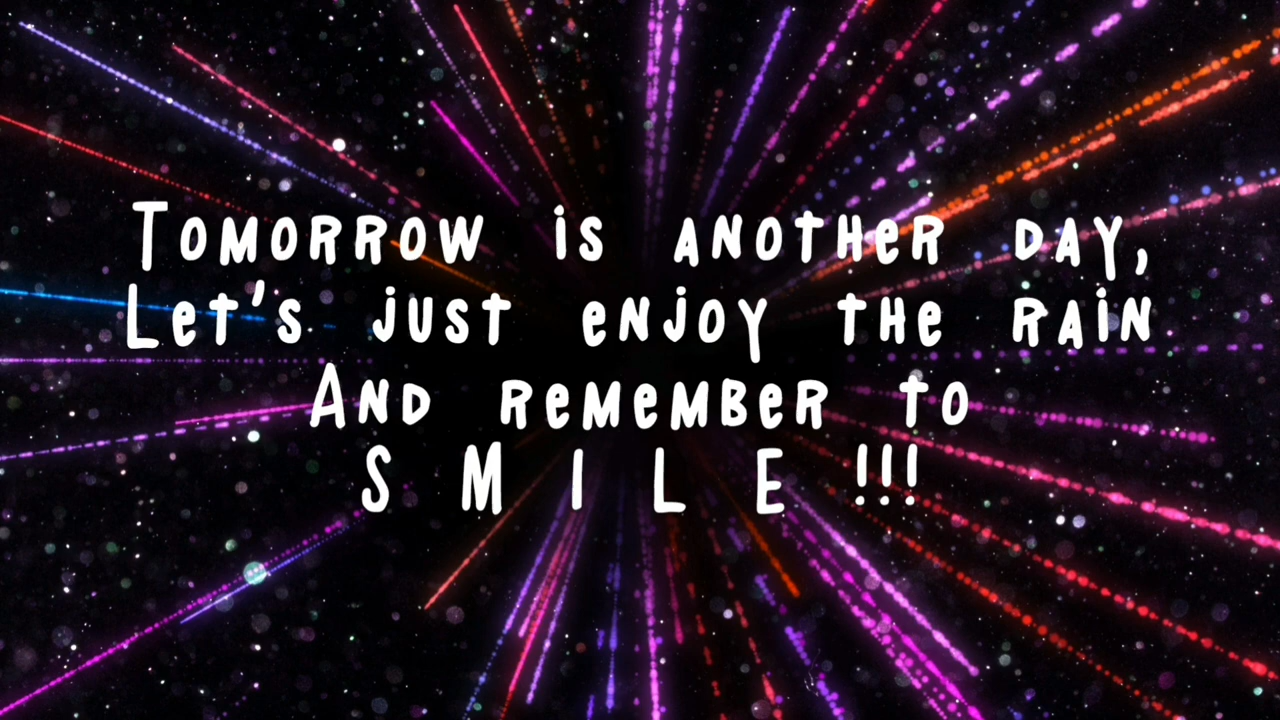 Tomorrow is another day,
Let's just enjoy the rain
And remember to
S M I L E !!!